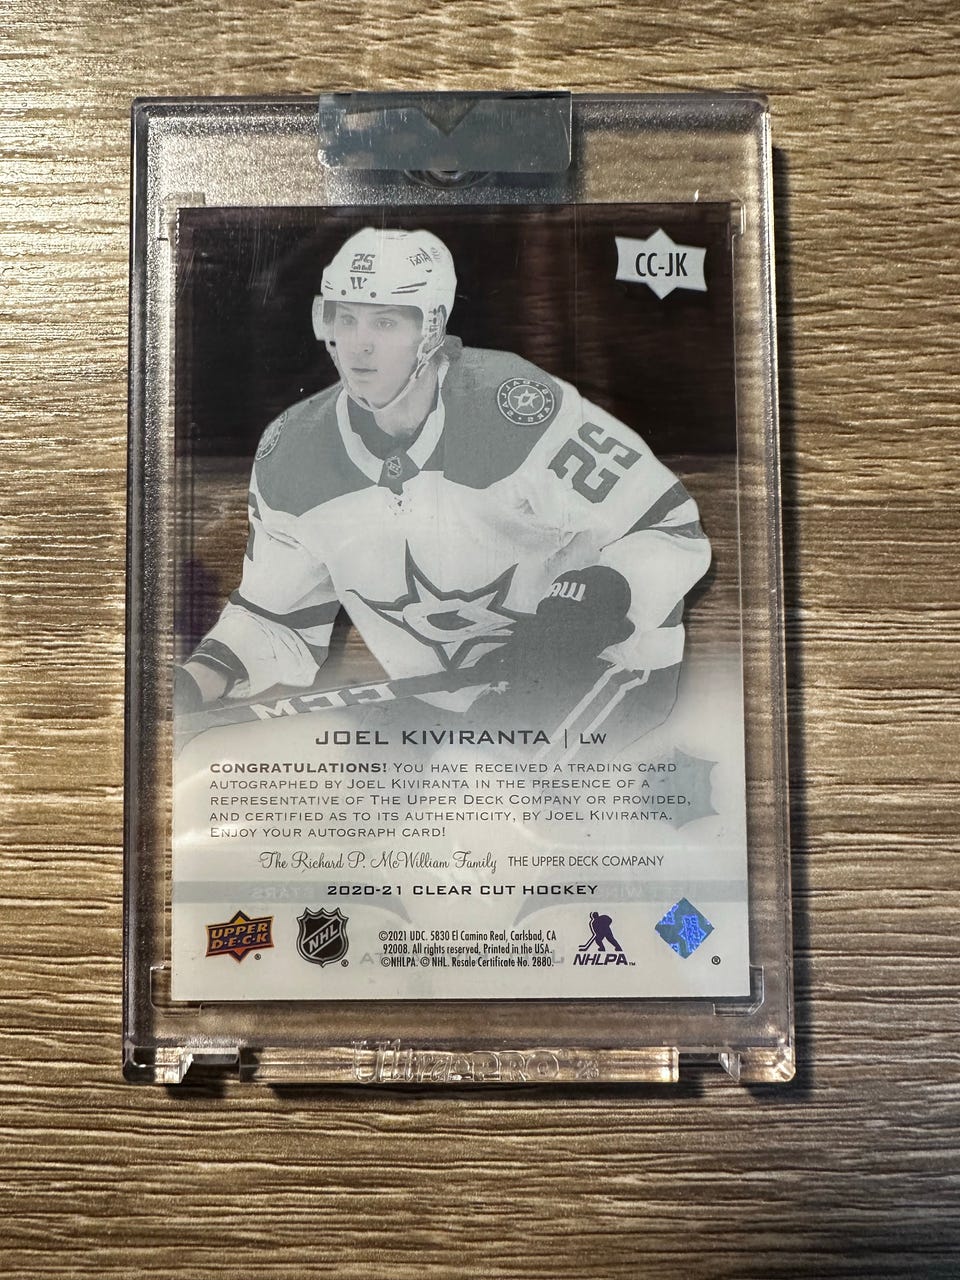 CC-JK
25
25
CCM
JOEL KIVIRANTA | LW
CONGRATULATIONS! YOU HAVE RECEIVED A TRADING CARD
AUTOGRAPHED BY JOEL KIVIRANTA IN THE PRESENCE OF A
REPRESENTATIVE OF THE UPPER DECK COMPANY OR PROVIDED,
AND CERTIFIED AS TO ITS AUTHENTICITY, BY JOEL KIVIRANTA.
ENJOY YOUR AUTOGRAPH CARD!
The Richard P. McWilliam Family THE UPPER DECK COMPANY
2020-21 CLEAR CUT HOCKEY
UPPER
D·E·C·K
®
NHL
®
©2021 UDC. 5830 El Camino Real, Carlsbad, CA
92008. All rights reserved. Printed in the USA.
©NHLPA. © NHL. Resale Certificate No. 2880.
NHLPA™
®
Ultra·PRO